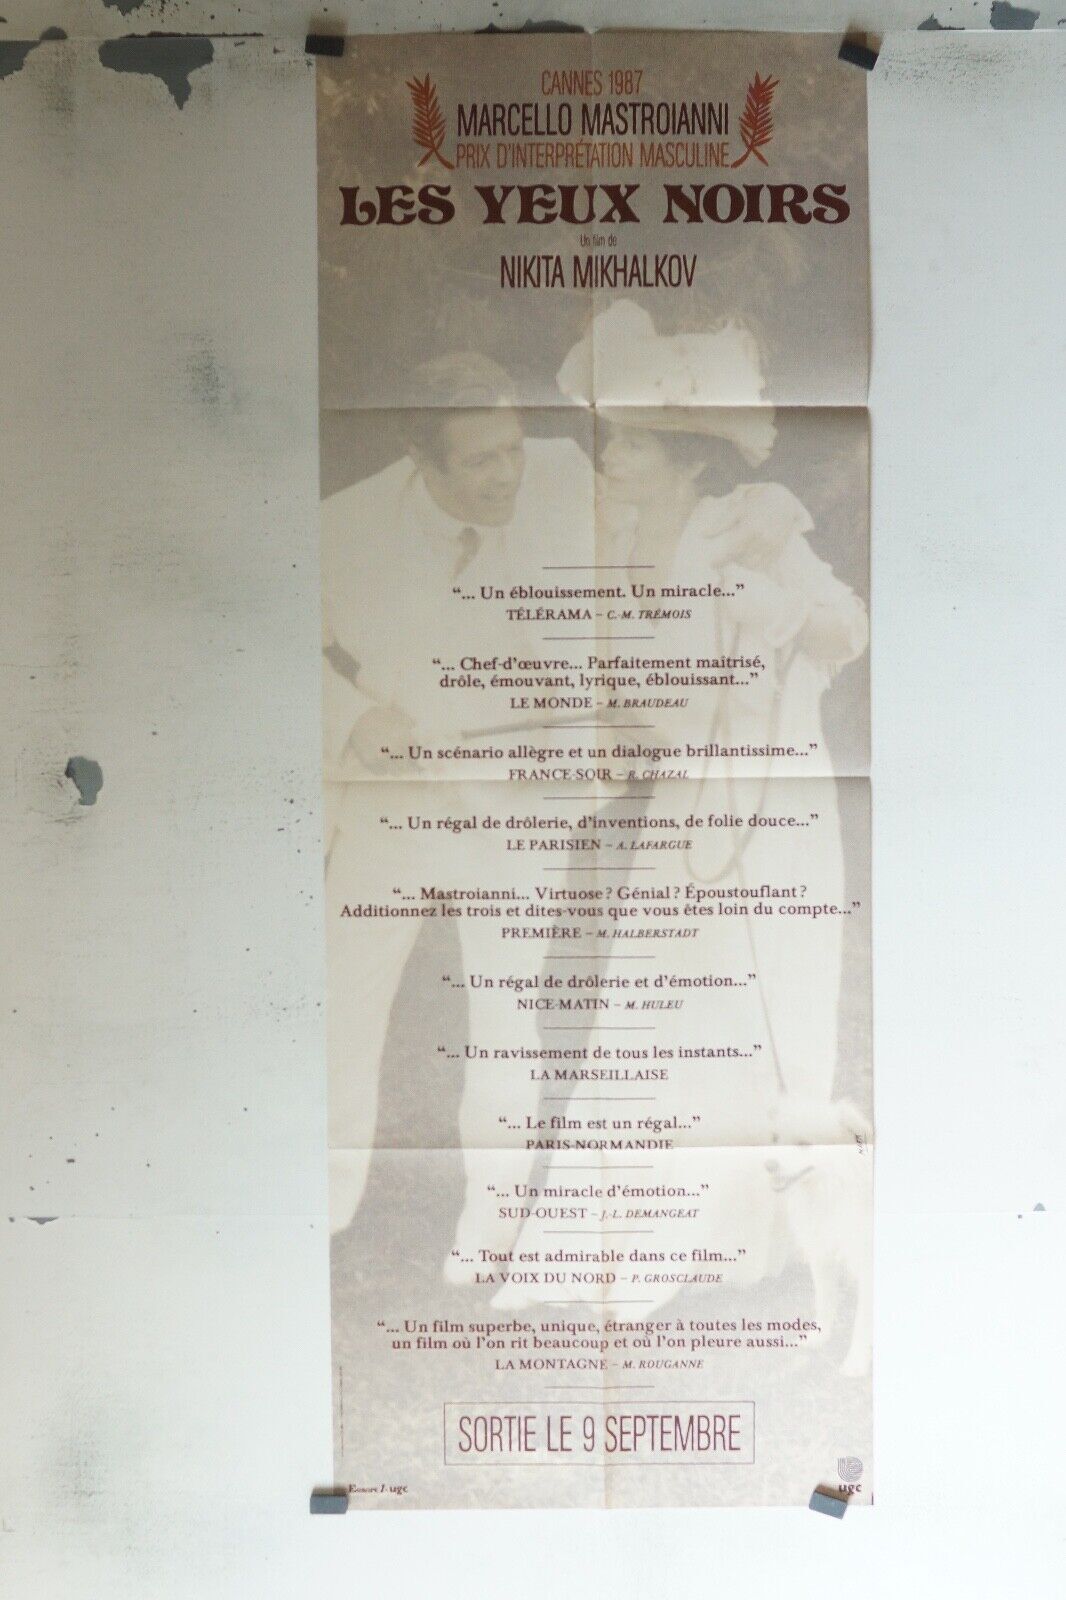 CANNES 1987
MARCELLO MASTROIANNI
PRIX D'INTERPRÉTATION MASCULINE
LES YEUX NOIRS
Un film de
NIKITA MIKHALKOV
“... Un éblouissement. Un miracle...”
TÉLÉRAMA – C.-M. TRÉMOIS
“... Chef-d'œuvre... Parfaitement maîtrisé,
drôle, émouvant, lyrique, éblouissant...”
LE MONDE – M. BRAUDEAU
“... Un scénario allègre et un dialogue brillantissime...”
FRANCE-SOIR – R. CHAZAL
“... Un régal de drôlerie, d'inventions, de folie douce...”
LE PARISIEN – A. LAFARGUE
“... Mastroianni... Virtuose ? Génial ? Époustouflant ?
Additionnez les trois et dites-vous que vous êtes loin du compte...”
PREMIÈRE – M. HALBERSTADT
“... Un régal de drôlerie et d'émotion...”
NICE-MATIN – M. HULEU
“... Un ravissement de tous les instants...”
LA MARSEILLAISE
“... Le film est un régal...”
PARIS-NORMANDIE
“... Un miracle d'émotion...”
SUD-OUEST – J.-L. DEMANGEAT
“... Tout est admirable dans ce film...”
LA VOIX DU NORD – P. GROSCLAUDE
“... Un film superbe, unique, étranger à toutes les modes,
un film où l'on rit beaucoup et où l'on pleure aussi...”
LA MONTAGNE – M. ROUGANNE
SORTIE LE 9 SEPTEMBRE
Europe 1 · ugc
ugc